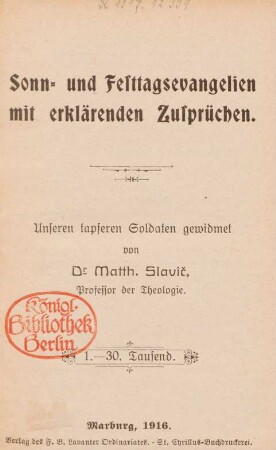 Sonn- und Festtagsevangelien
mit erklärenden Zusprüchen.
Unseren tapferen Soldaten gewidmet
von
Dr Matth. Slavič,
Professor der Theologie.
Königl.
Bibliothek
Berlin
1.—30. Tausend.
Marburg, 1916.
Verlag des F. B. Lavanter Ordinariates. - St. Cyrillus-Buchdruckerei.